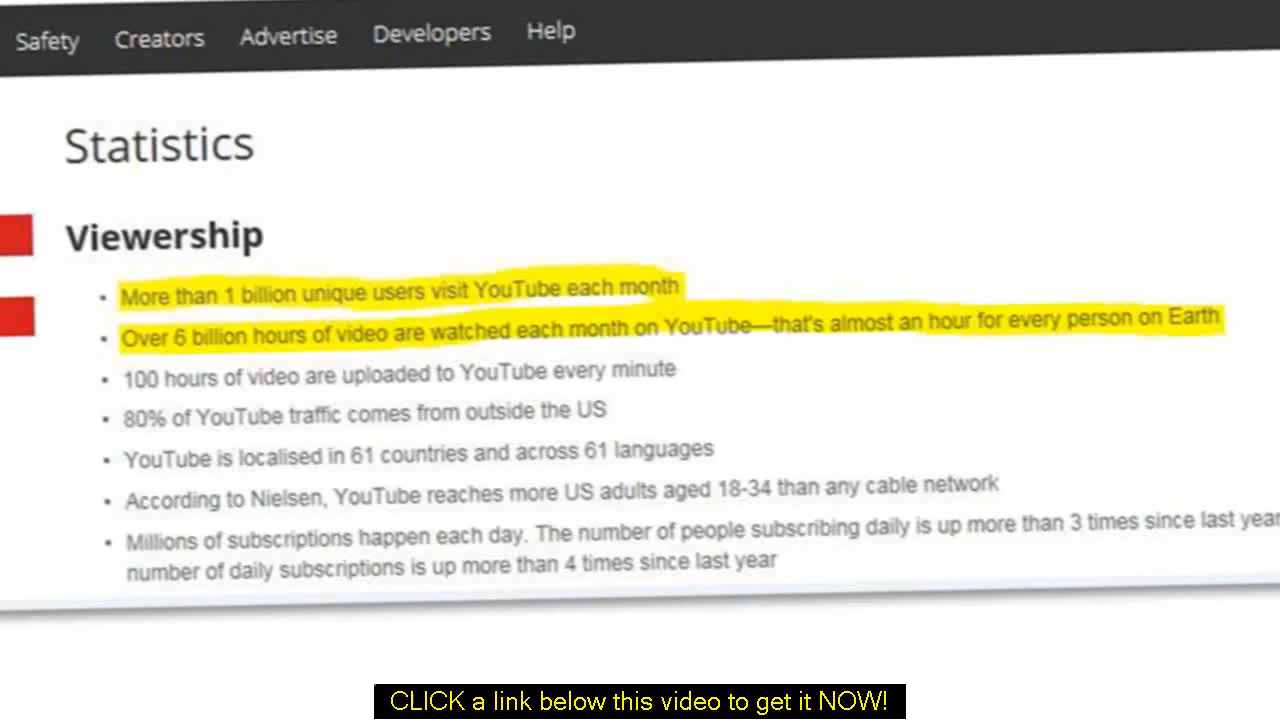 Safety Creators Advertise Developers Help
Statistics
Viewership
• More than 1 billion unique users visit YouTube each month
• Over 6 billion hours of video are watched each month on YouTube—that's almost an hour for every person on Earth
• 100 hours of video are uploaded to YouTube every minute
• 80% of YouTube traffic comes from outside the US
• YouTube is localised in 61 countries and across 61 languages
• According to Nielsen, YouTube reaches more US adults aged 18-34 than any cable network
• Millions of subscriptions happen each day. The number of people subscribing daily is up more than 3 times since last year
number of daily subscriptions is up more than 4 times since last year
CLICK a link below this video to get it NOW!